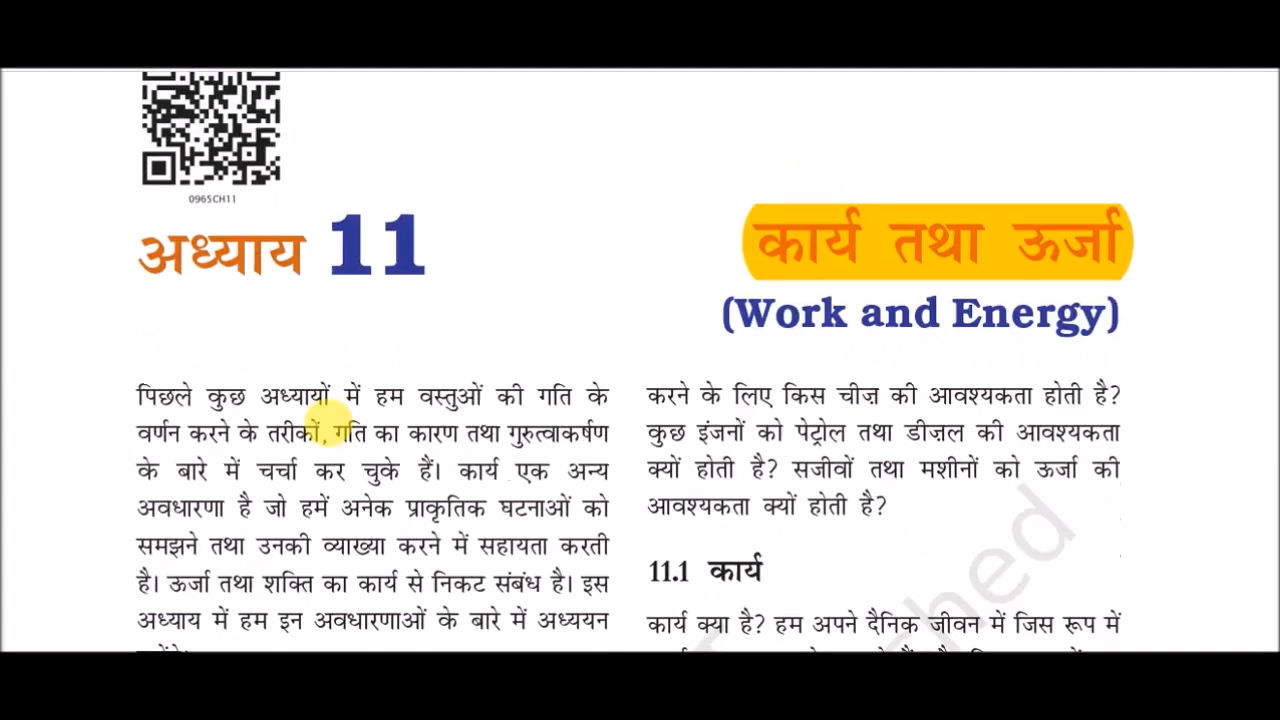 0965CH11
अध्याय 11
कार्य तथा ऊर्जा
(Work and Energy)
पिछले कुछ अध्यायों में हम वस्तुओं की गति के
वर्णन करने के तरीकों, गति का कारण तथा गुरुत्वाकर्षण
के बारे में चर्चा कर चुके हैं। कार्य एक अन्य
अवधारणा है जो हमें अनेक प्राकृतिक घटनाओं को
समझने तथा उनकी व्याख्या करने में सहायता करती
है। ऊर्जा तथा शक्ति का कार्य से निकट संबंध है। इस
अध्याय में हम इन अवधारणाओं के बारे में अध्ययन
करने के लिए किस चीज़ की आवश्यकता होती है?
कुछ इंजनों को पेट्रोल तथा डीज़ल की आवश्यकता
क्यों होती है? सजीवों तथा मशीनों को ऊर्जा की
आवश्यकता क्यों होती है?
11.1 कार्य
कार्य क्या है? हम अपने दैनिक जीवन में जिस रूप में